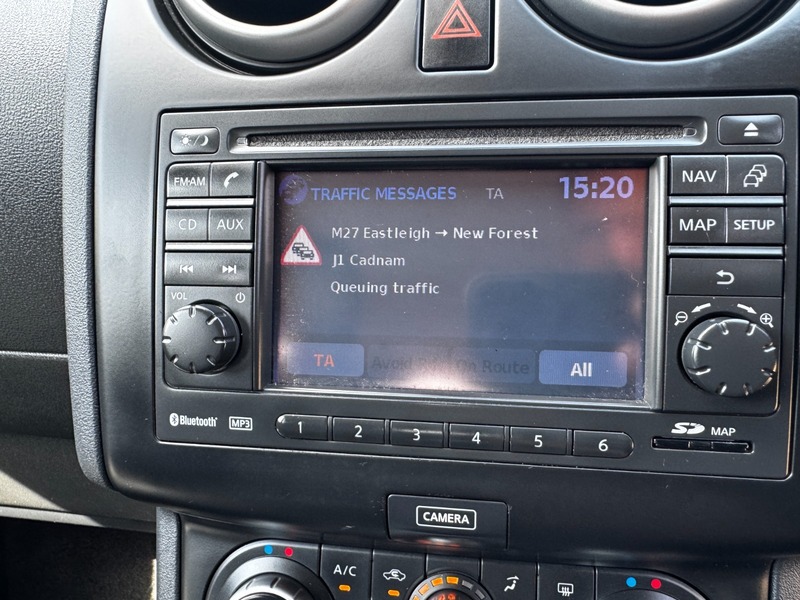 FM·AM
CD AUX
VOL
TRAFFIC MESSAGES TA 15:20
M27 Eastleigh → New Forest
J1 Cadnam
Queuing traffic
TA Avoid On Route All
NAV
MAP SETUP
Bluetooth MP3
1 2 3 4 5 6
SD MAP
CAMERA
A/C